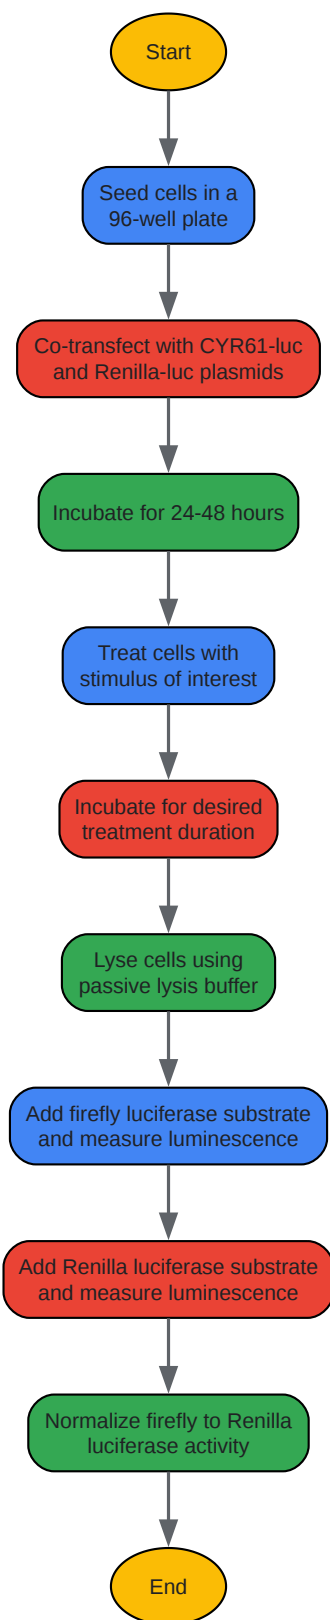 Start
Seed cells in a
96-well plate
Co-transfect with CYR61-luc
and Renilla-luc plasmids
Incubate for 24-48 hours
Treat cells with
stimulus of interest
Incubate for desired
treatment duration
Lyse cells using
passive lysis buffer
Add firefly luciferase substrate
and measure luminescence
Add Renilla luciferase substrate
and measure luminescence
Normalize firefly to Renilla
luciferase activity
End